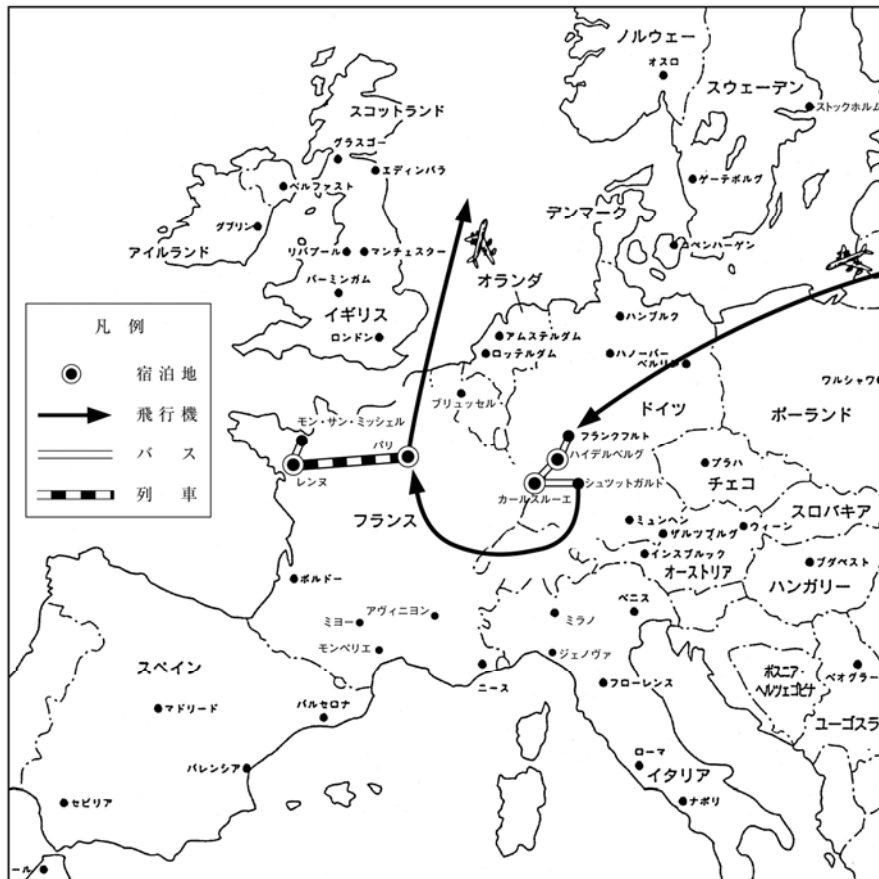 ノルウェー
オスロ
スウェーデン
ストックホルム
スコットランド
グラスゴー
エディンバラ
ベルファスト
ゲーテボルグ
ダブリン
デンマーク
アイルランド
リバプール
マンチェスター
コペンハーゲン
オランダ
バーミンガム
イギリス
ロンドン
ハンブルク
アムステルダム
ロッテルダム
ハノーバー
ベルリン
ワルシャワ
ブリュッセル
ドイツ
ポーランド
凡 例
宿泊地
飛行機
バ ス
列 車
モン・サン・ミッシェル
パリ
レンヌ
フランクフルト
ハイデルベルグ
カールスルーエ
シュツットガルト
プラハ
チェコ
スロバキア
フランス
ミュンヘン
ザルツブルグ
ウィーン
インスブルック
オーストリア
ブダペスト
ハンガリー
ボルドー
アヴィニヨン
ミヨー
モンペリエ
ミラノ
ベニス
ジェノヴァ
スペイン
ニース
フローレンス
ボスニア・
ヘルツェゴビナ
ベオグラー
ユーゴスラ
マドリード
バルセロナ
バレンシア
ローマ
イタリア
セビリア
ナポリ
ール